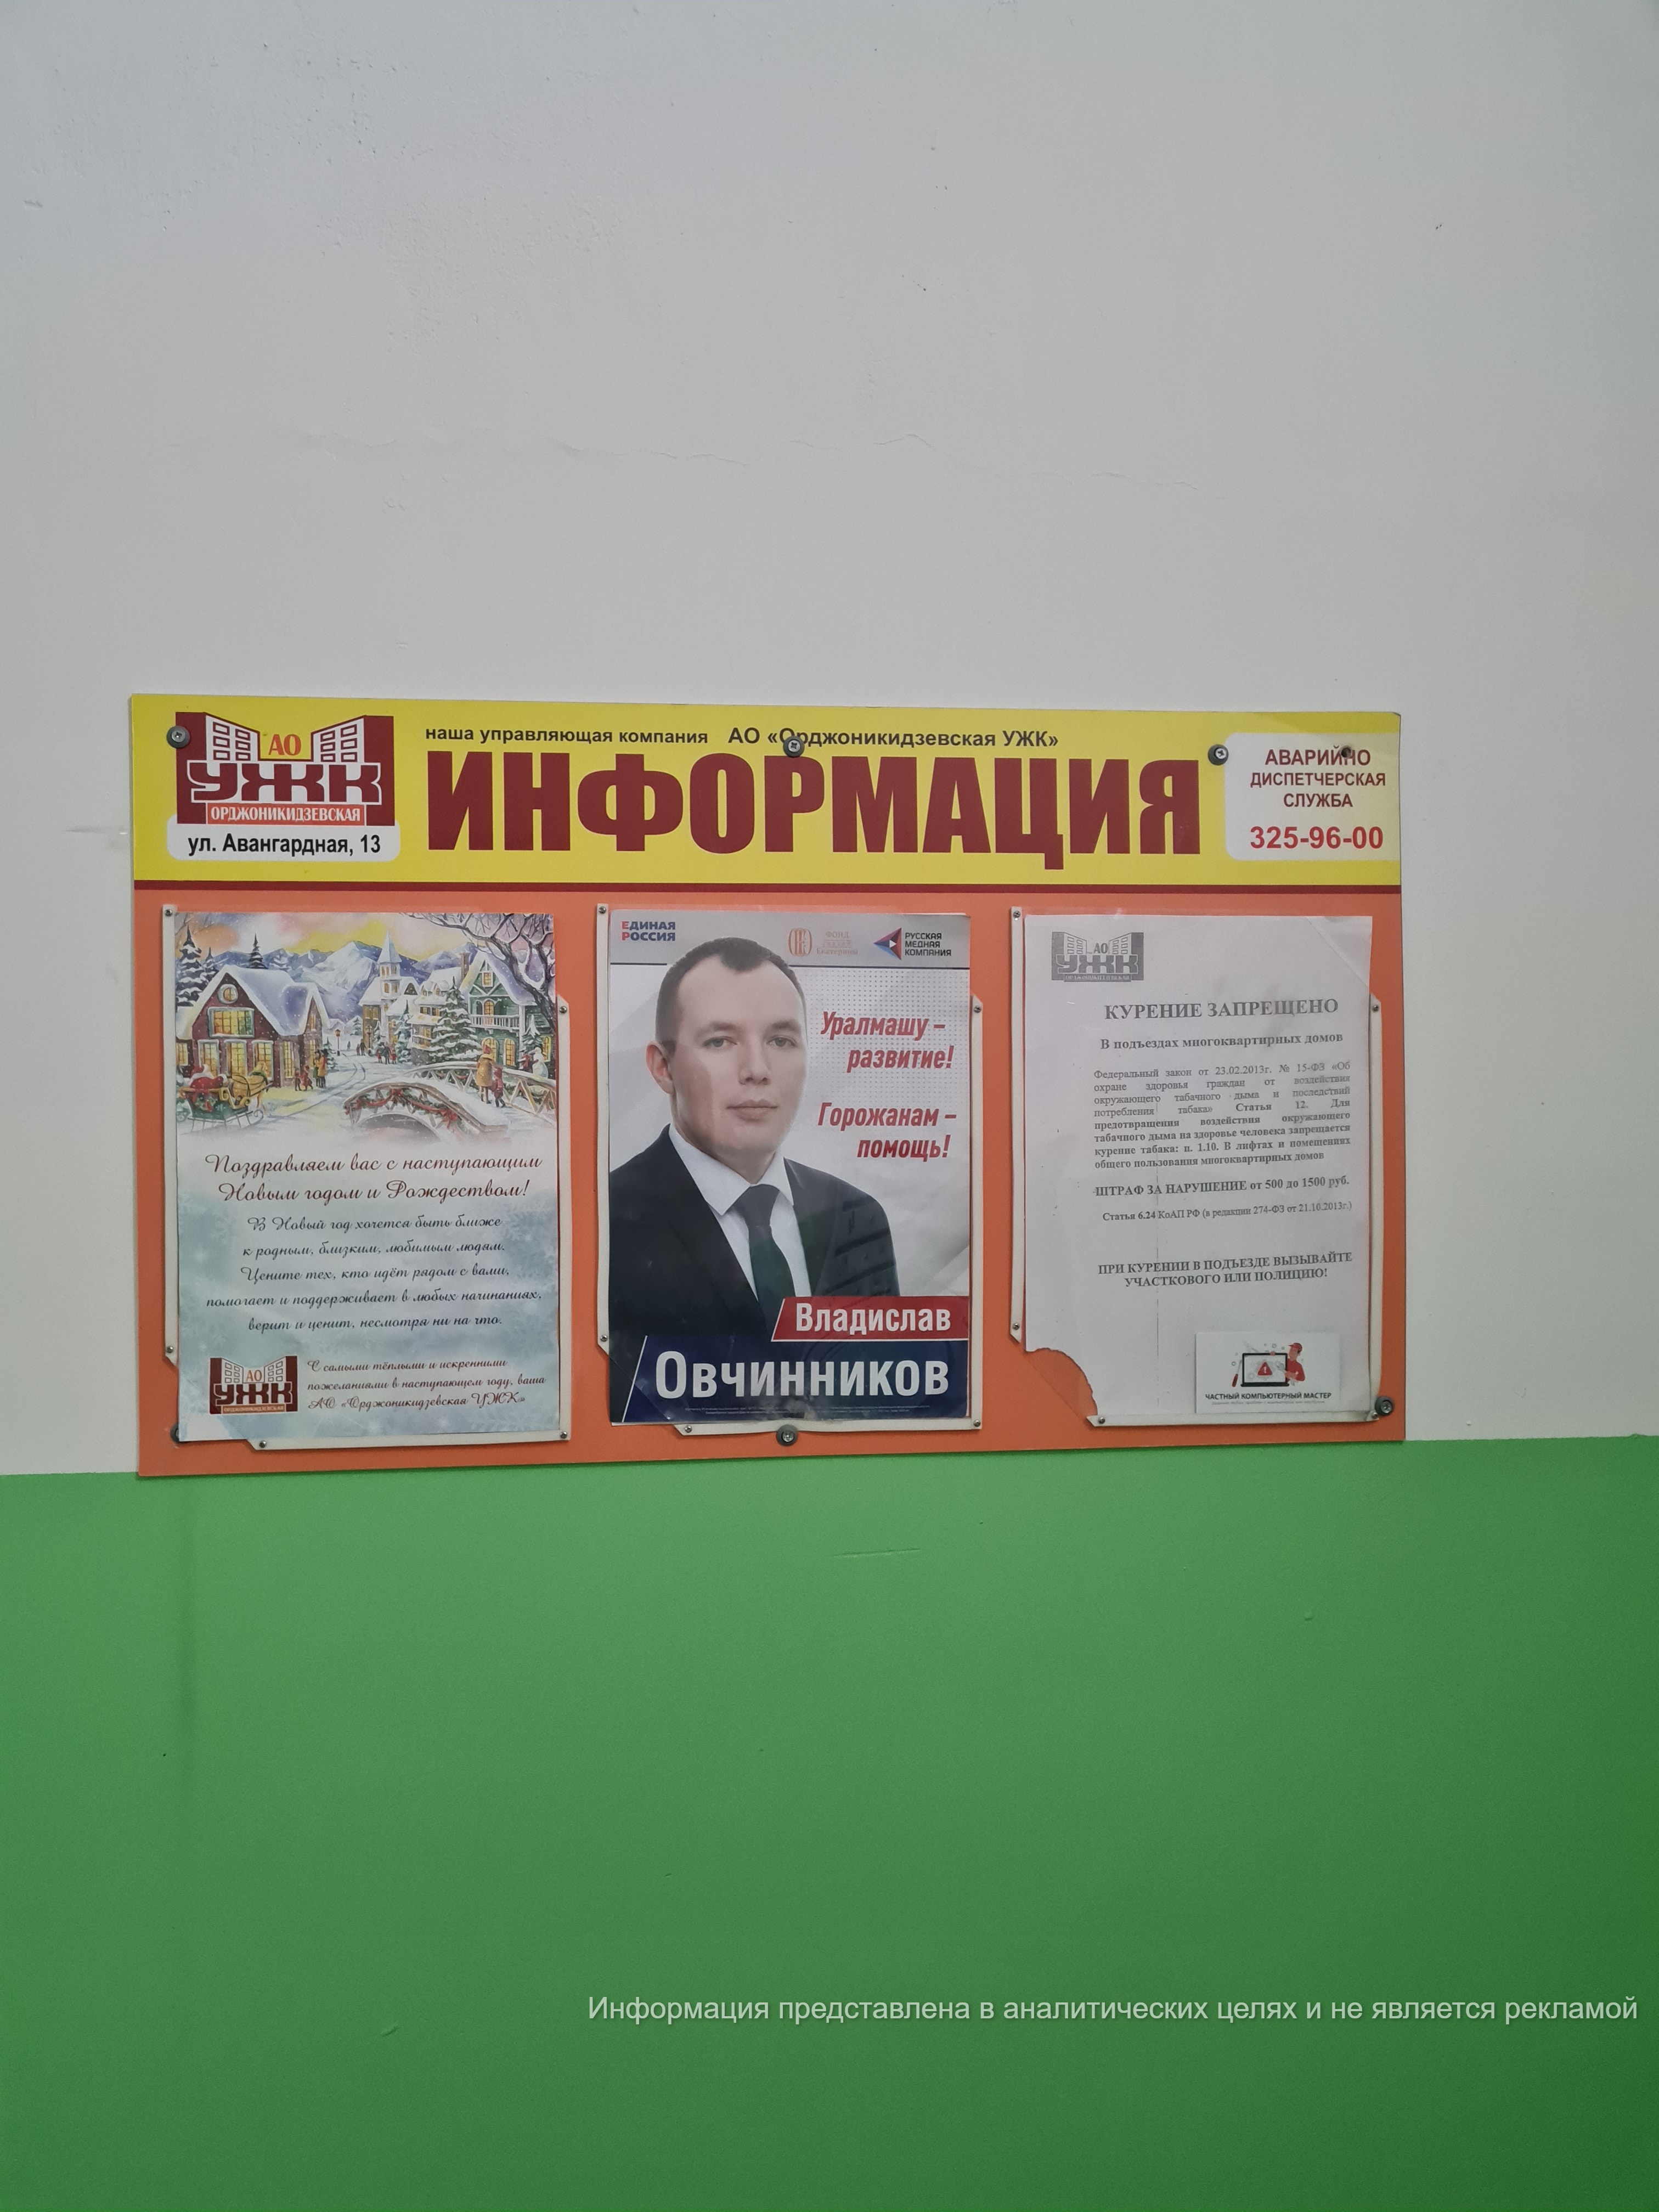 АО
УЖК
ОРДЖОНИКИДЗЕВСКАЯ
ул. Авангардная, 13
наша управляющая компания АО «Орджоникидзевская УЖК»
ИНФОРМАЦИЯ
АВАРИЙНО
ДИСПЕТЧЕРСКАЯ
СЛУЖБА
325-96-00
Поздравляем вас с наступающим
Новым годом и Рождеством!
В Новый год хочется быть ближе
к родным, близким, любимым людям.
Цените тех, кто идёт рядом с вами,
помогает и поддерживает в любых начинаниях,
верит и ценит, несмотря ни на что.
АО
УЖК
ОРДЖОНИКИДЗЕВСКАЯ
С самыми тёплыми и искренними
пожеланиями в наступающем году, ваша
АО «Орджоникидзевская УЖК»
ЕДИНАЯ
РОССИЯ
ФОНД
Екатерины
РУССКАЯ
МЕДНАЯ
КОМПАНИЯ
Уралмашу –
развитие!
Горожанам –
помощь!
Владислав
Овчинников
АО
УЖК
ОРДЖОНИКИДЗЕВСКАЯ
КУРЕНИЕ ЗАПРЕЩЕНО
В подъездах многоквартирных домов
Федеральный закон от 23.02.2013г. № 15-ФЗ «Об
охране здоровья граждан от воздействия
окружающего табачного дыма и последствий
потребления табака» Статья 12. Для
предотвращения воздействия окружающего
табачного дыма на здоровье человека запрещается
курение табака: п. 1.10. В лифтах и помещениях
общего пользования многоквартирных домов
ШТРАФ ЗА НАРУШЕНИЕ от 500 до 1500 руб.
Статья 6.24 КоАП РФ (в редакции 274-ФЗ от 21.10.2013г.)
ПРИ КУРЕНИИ В ПОДЪЕЗДЕ ВЫЗЫВАЙТЕ
УЧАСТКОВОГО ИЛИ ПОЛИЦИЮ!
ЧАСТНЫЙ КОМПЬЮТЕРНЫЙ МАСТЕР
Информация представлена в аналитических целях и не является рекламой